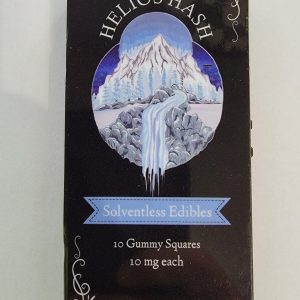 HELIOS HASH
Solventless Edibles
10 Gummy Squares
10 mg each